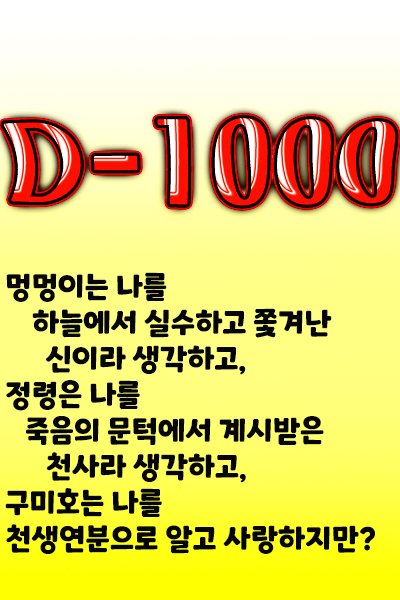 D-1000
멍멍이는 나를
하늘에서 실수하고 쫓겨난
신이라 생각하고,
정령은 나를
죽음의 문턱에서 계시받은
천사라 생각하고,
구미호는 나를
천생연분으로 알고 사랑하지만?